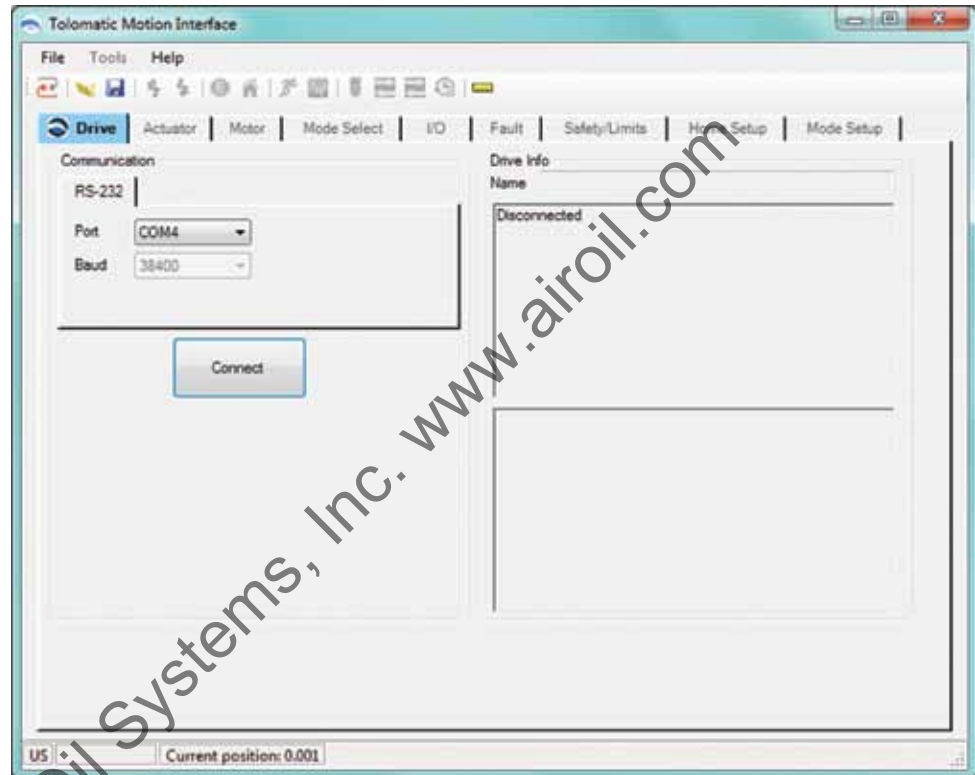 Tolomatic Motion Interface
File Tools Help
Drive Actuator Motor Mode Select I/O Fault Safety/Limits Home Setup Mode Setup
Communication
RS-232
Port COM4
Baud 38400
Connect
Drive Info
Name
Disconnected
US Current position: 0.001
Oil Systems, Inc. www.airoil.com